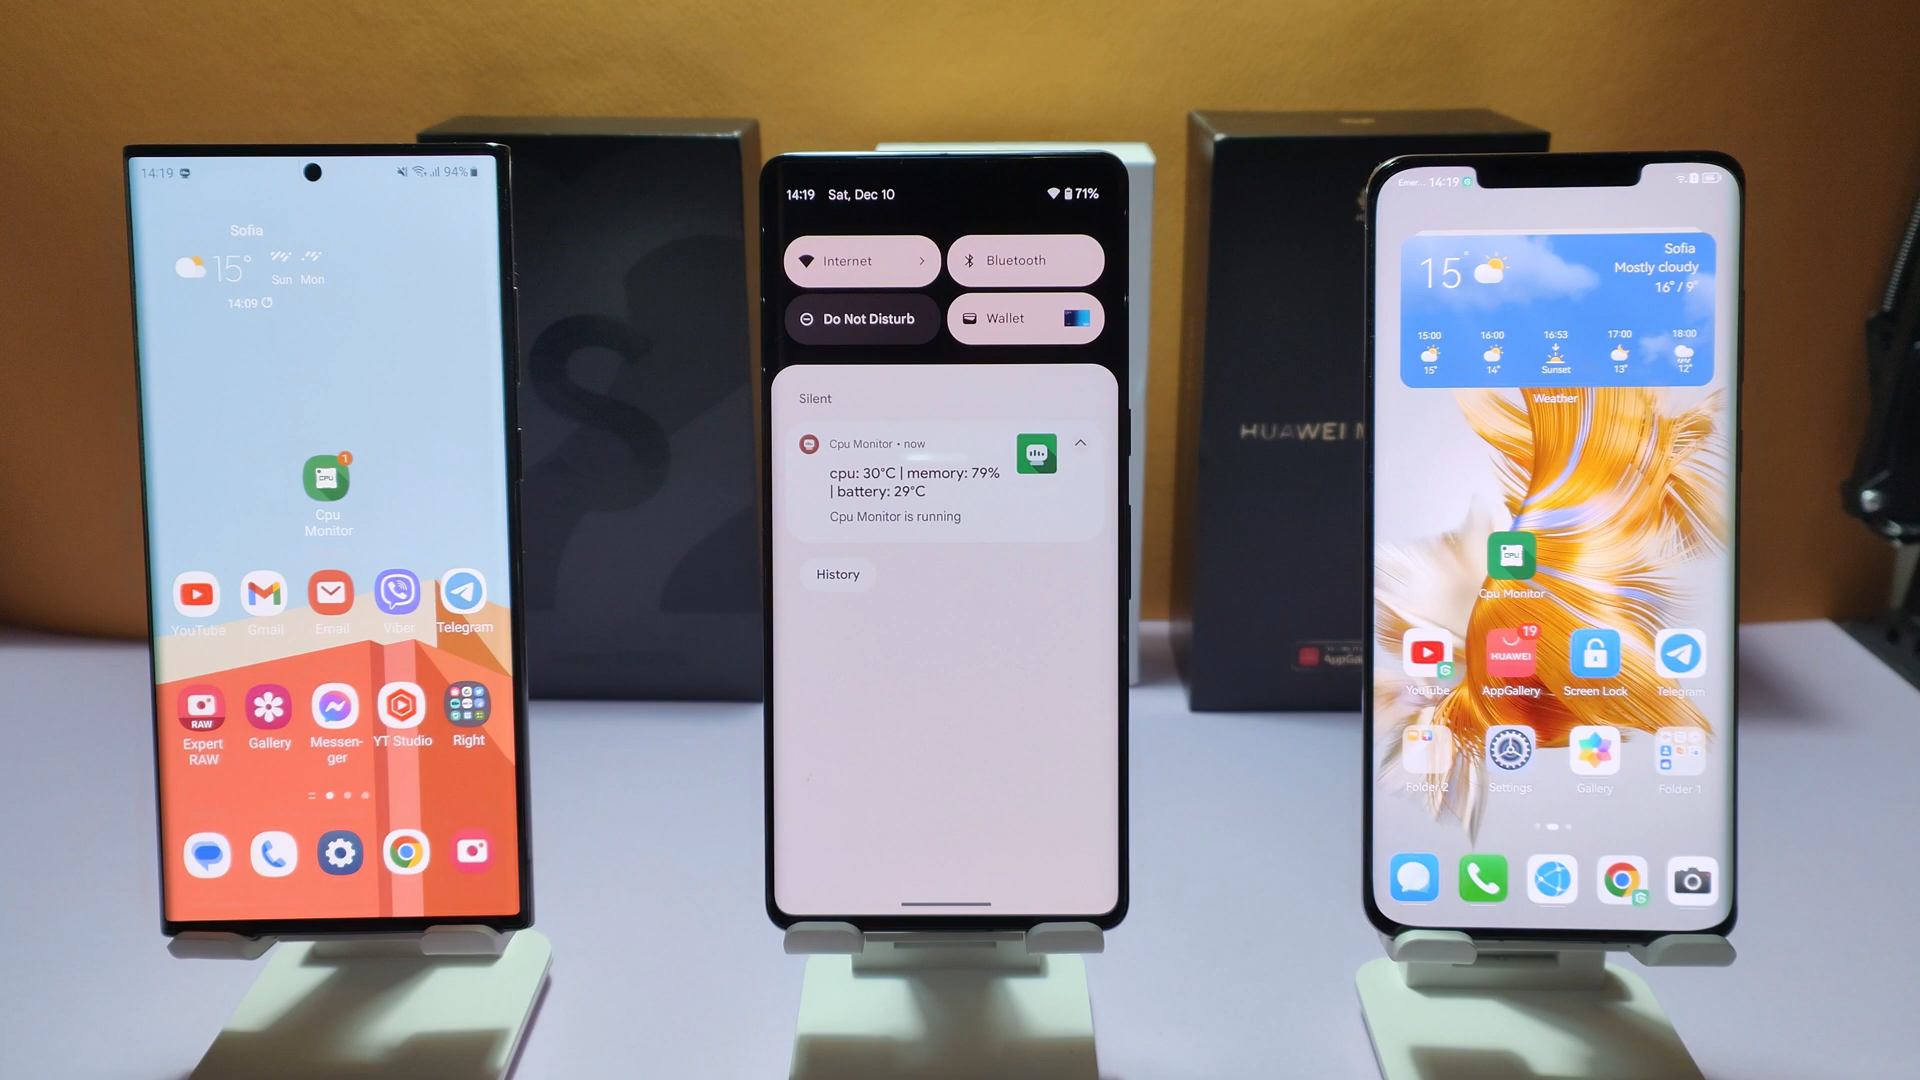 14:19
94%
Sofia
15°
Sun Mon
14:09
1
CPU
Cpu
Monitor
YouTube Gmail Email Viber Telegram
RAW
Expert
RAW
Gallery
Messen-
ger
YT Studio
Right
S
14:19 Sat, Dec 10
71%
Internet
Bluetooth
Do Not Disturb
Wallet
Silent
Cpu Monitor • now
cpu: 30°C | memory: 79%
| battery: 29°C
Cpu Monitor is running
History
HUAWEI
Emer... 14:19
15°
Sofia
Mostly cloudy
16° / 9°
15:00 16:00 16:53 17:00 18:00
15° 14° Sunset 13° 12°
Weather
CPU
Cpu Monitor
19
HUAWEI
YouTube AppGallery Screen Lock Telegram
Folder 2 Settings Gallery Folder 1